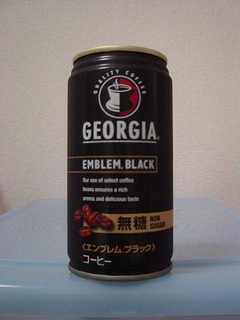 QUALITY COFFEE
GEORGIA
EMBLEM. BLACK
Our use of select coffee
beans ensures a rich
aroma and delicious taste
無糖 NON
SUGAR
〈エンブレム.ブラック〉
コーヒー